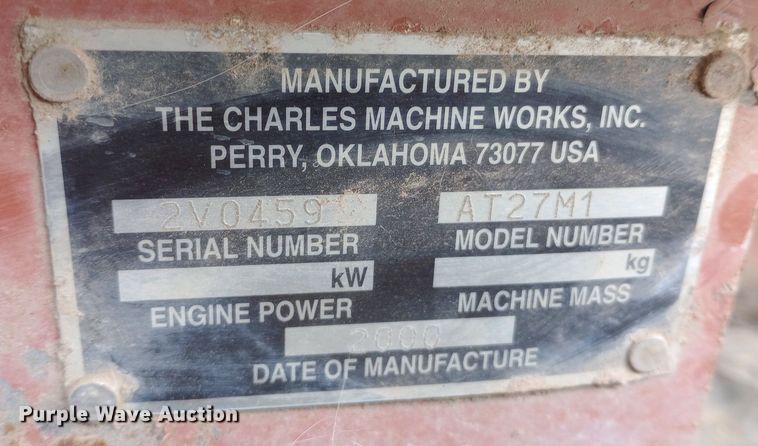 MANUFACTURED BY
THE CHARLES MACHINE WORKS, INC.
PERRY, OKLAHOMA 73077 USA
2V0459 AT27M1
SERIAL NUMBER MODEL NUMBER
kW kg
ENGINE POWER MACHINE MASS
2000
DATE OF MANUFACTURE
Purple Wave Auction